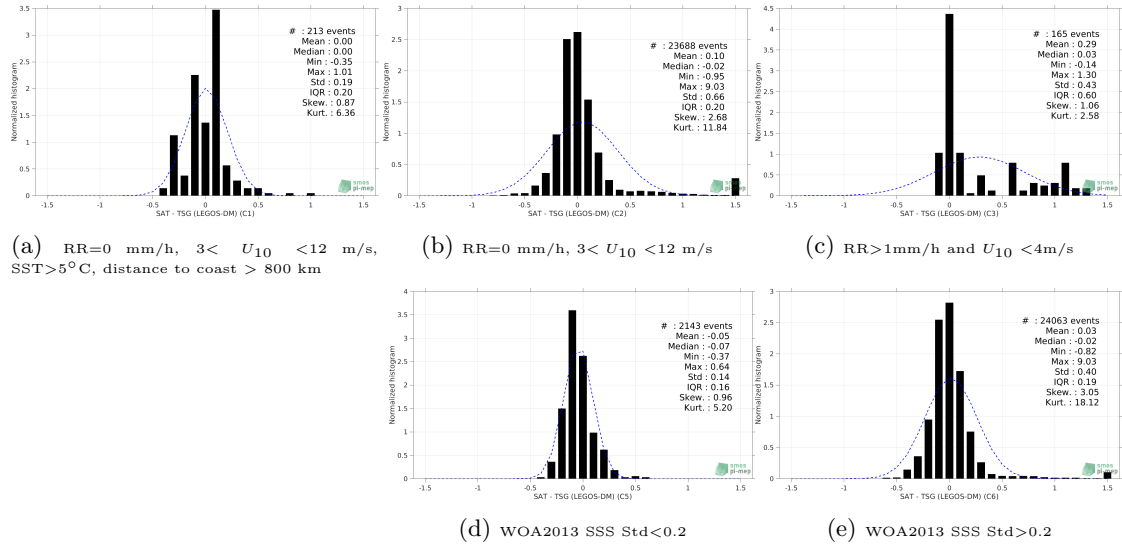 3.5
3
2.5
2
1.5
1
0.5
0
-1.5 -1 -0.5 0 0.5 1 1.5
Normalized histogram
SAT - TSG (LEGOS-DM) (C1)
# : 213 events
Mean : 0.00
Median : 0.00
Min : -0.35
Max : 1.01
Std : 0.19
IQR : 0.20
Skew. : 0.87
Kurt. : 6.36
smos
pi-mep
(a) RR=0 mm/h, 3< U10 <12 m/s,
SST>5°C, distance to coast > 800 km
3
2.5
2
1.5
1
0.5
0
-1.5 -1 -0.5 0 0.5 1 1.5
Normalized histogram
SAT - TSG (LEGOS-DM) (C2)
# : 23688 events
Mean : 0.10
Median : -0.02
Min : -0.95
Max : 9.03
Std : 0.66
IQR : 0.20
Skew. : 2.68
Kurt. : 11.84
smos
pi-mep
(b) RR=0 mm/h, 3< U10 <12 m/s
4.5
4
3.5
3
2.5
2
1.5
1
0.5
0
-1.5 -1 -0.5 0 0.5 1 1.5
Normalized histogram
SAT - TSG (LEGOS-DM) (C3)
# : 165 events
Mean : 0.29
Median : 0.03
Min : -0.14
Max : 1.30
Std : 0.43
IQR : 0.60
Skew. : 1.06
Kurt. : 2.58
smos
pi-mep
(c) RR>1mm/h and U10 <4m/s
4
3.5
3
2.5
2
1.5
1
0.5
0
-1.5 -1 -0.5 0 0.5 1 1.5
Normalized histogram
SAT - TSG (LEGOS-DM) (C5)
# : 2143 events
Mean : -0.05
Median : -0.07
Min : -0.37
Max : 0.64
Std : 0.14
IQR : 0.16
Skew. : 0.96
Kurt. : 5.20
smos
pi-mep
(d) WOA2013 SSS Std<0.2
3
2.5
2
1.5
1
0.5
0
-1.5 -1 -0.5 0 0.5 1 1.5
Normalized histogram
SAT - TSG (LEGOS-DM) (C6)
# : 24063 events
Mean : 0.03
Median : -0.02
Min : -0.82
Max : 9.03
Std : 0.40
IQR : 0.19
Skew. : 3.05
Kurt. : 18.12
smos
pi-mep
(e) WOA2013 SSS Std>0.2